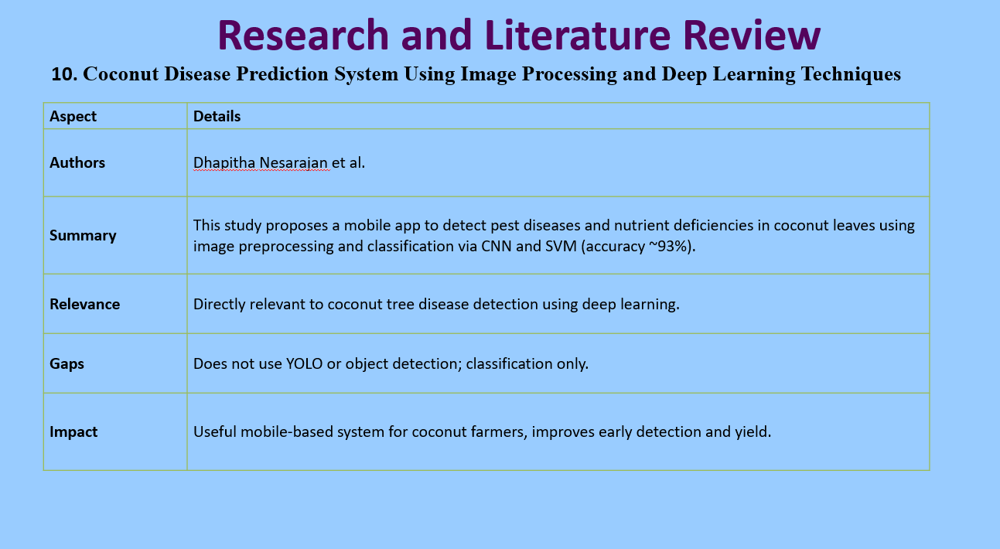 Research and Literature Review
10. Coconut Disease Prediction System Using Image Processing and Deep Learning Techniques
Aspect
Details
Authors
Dhapitha Nesarajan et al.
Summary
This study proposes a mobile app to detect pest diseases and nutrient deficiencies in coconut leaves using
image preprocessing and classification via CNN and SVM (accuracy ~93%).
Relevance
Directly relevant to coconut tree disease detection using deep learning.
Gaps
Does not use YOLO or object detection; classification only.
Impact
Useful mobile-based system for coconut farmers, improves early detection and yield.